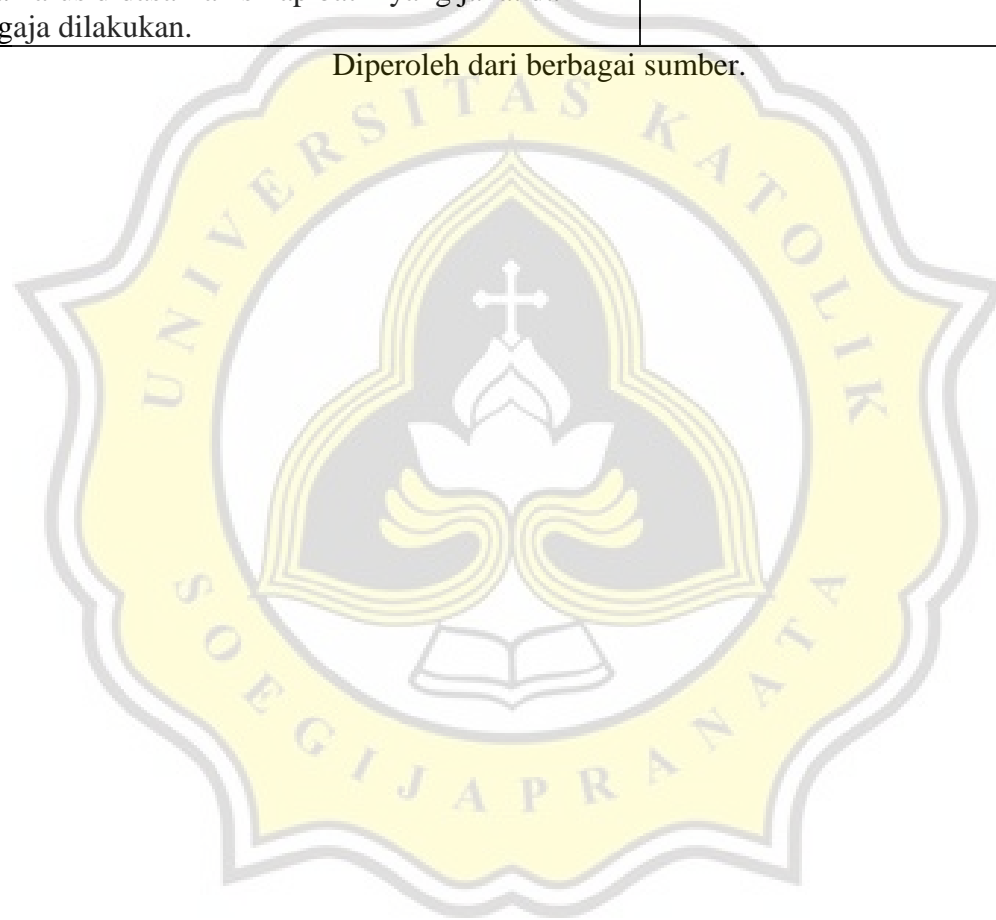 gaja dilakukan.
Diperoleh dari berbagai sumber.
UNIVERSITAS KATOLIK
SOEGIJAPRANATA